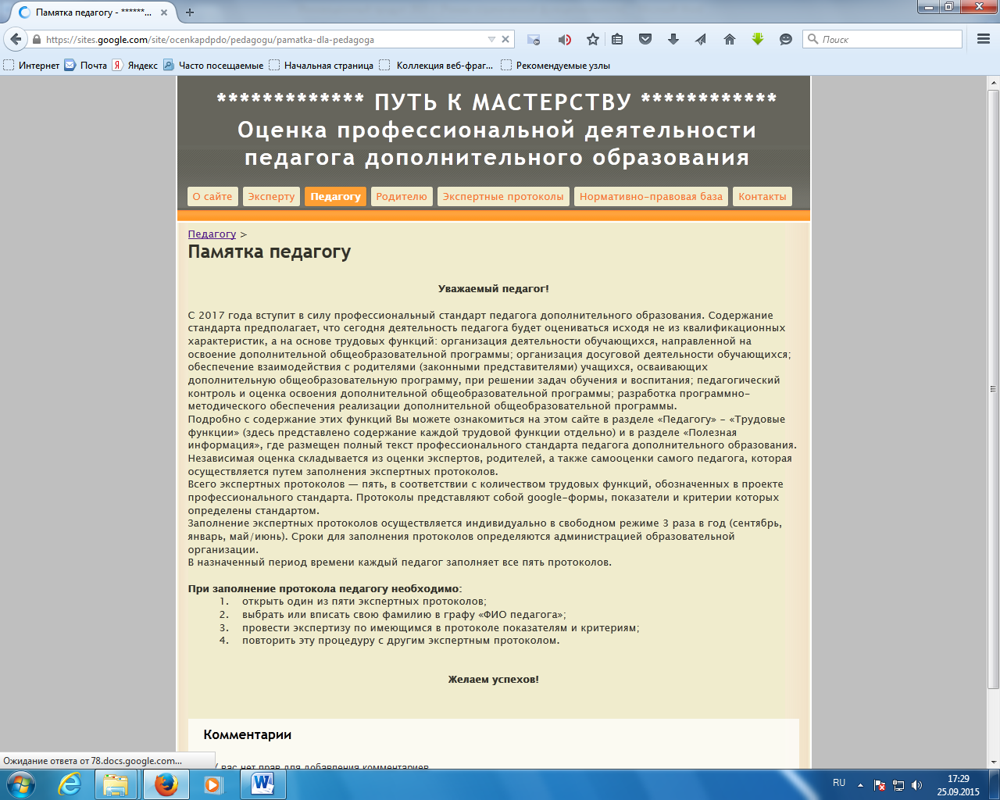 Памятка педагогу - ******...
https://sites.google.com/site/ocenkapdpdo/pedagogu/pamatka-dla-pedagoga
Поиск
Интернет Почта Яндекс Часто посещаемые Начальная страница Коллекция веб-фраг... Рекомендуемые узлы
************* ПУТЬ К МАСТЕРСТВУ ************
Оценка профессиональной деятельности
педагога дополнительного образования
О сайте Эксперту Педагогу Родителю Экспертные протоколы Нормативно-правовая база Контакты
Педагогу >
Памятка педагогу
Уважаемый педагог!
С 2017 года вступит в силу профессиональный стандарт педагога дополнительного образования. Содержание
стандарта предполагает, что сегодня деятельность педагога будет оцениваться исходя не из квалификационных
характеристик, а на основе трудовых функций: организация деятельности обучающихся, направленной на
освоение дополнительной общеобразовательной программы; организация досуговой деятельности обучающихся;
обеспечение взаимодействия с родителями (законными представителями) учащихся, осваивающих
дополнительную общеобразовательную программу, при решении задач обучения и воспитания; педагогический
контроль и оценка освоения дополнительной общеобразовательной программы; разработка программно-
методического обеспечения реализации дополнительной общеобразовательной программы.
Подробно с содержание этих функций Вы можете ознакомиться на этом сайте в разделе «Педагогу» - «Трудовые
функции» (здесь представлено содержание каждой трудовой функции отдельно) и в разделе «Полезная
информация», где размещен полный текст профессионального стандарта педагога дополнительного образования.
Независимая оценка складывается из оценки экспертов, родителей, а также самооценки самого педагога, которая
осуществляется путем заполнения экспертных протоколов.
Всего экспертных протоколов — пять, в соответствии с количеством трудовых функций, обозначенных в проекте
профессионального стандарта. Протоколы представляют собой google-формы, показатели и критерии которых
определены стандартом.
Заполнение экспертных протоколов осуществляется индивидуально в свободном режиме 3 раза в год (сентябрь,
январь, май/июнь). Сроки для заполнения протоколов определяются администрацией образовательной
организации.
В назначенный период времени каждый педагог заполняет все пять протоколов.
При заполнение протокола педагогу необходимо:
1. открыть один из пяти экспертных протоколов;
2. выбрать или вписать свою фамилию в графу «ФИО педагога»;
3. провести экспертизу по имеющимся в протоколе показателям и критериям;
4. повторить эту процедуру с другим экспертным протоколом.
Желаем успехов!
Комментарии
У вас нет прав для добавления комментариев
Ожидание ответа от 78.docs.google.com...
RU
17:29
25.09.2015